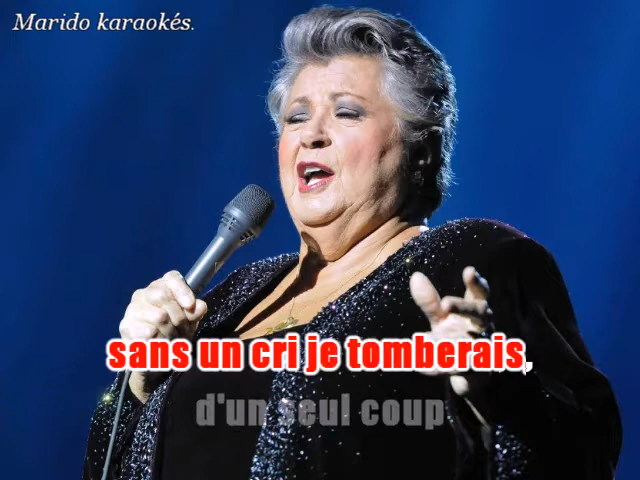 Marido karaokés.
sans un cri je tomberais,
d'un seul coup